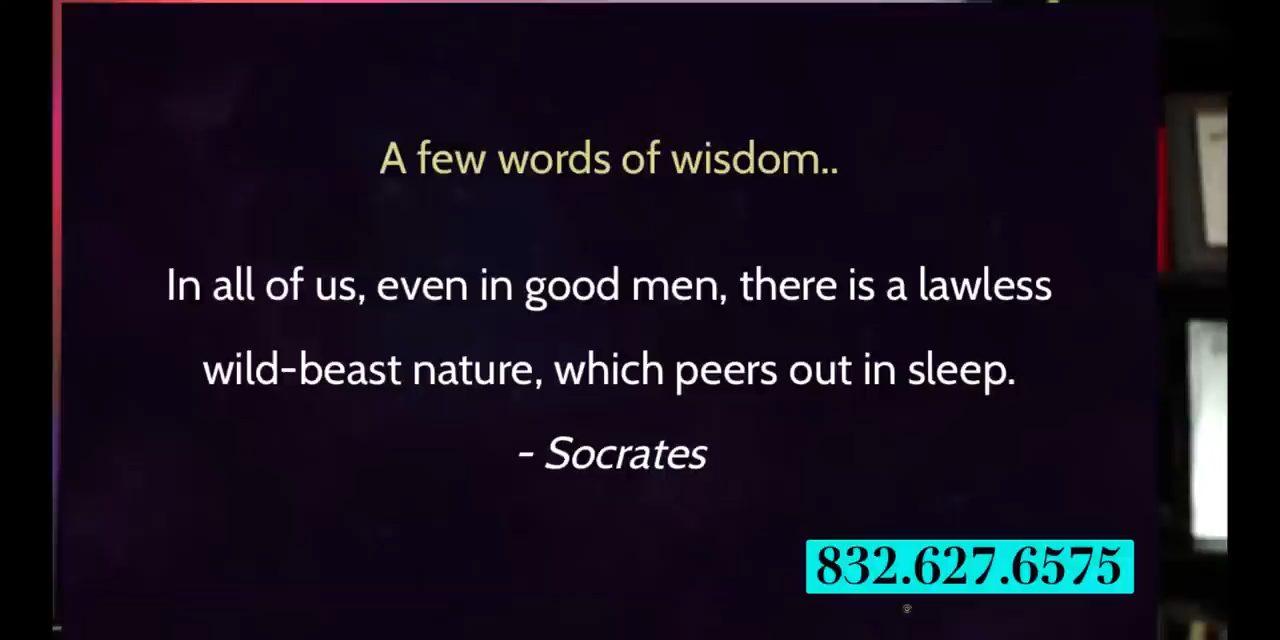 A few words of wisdom..
In all of us, even in good men, there is a lawless
wild-beast nature, which peers out in sleep.
- Socrates
832.627.6575